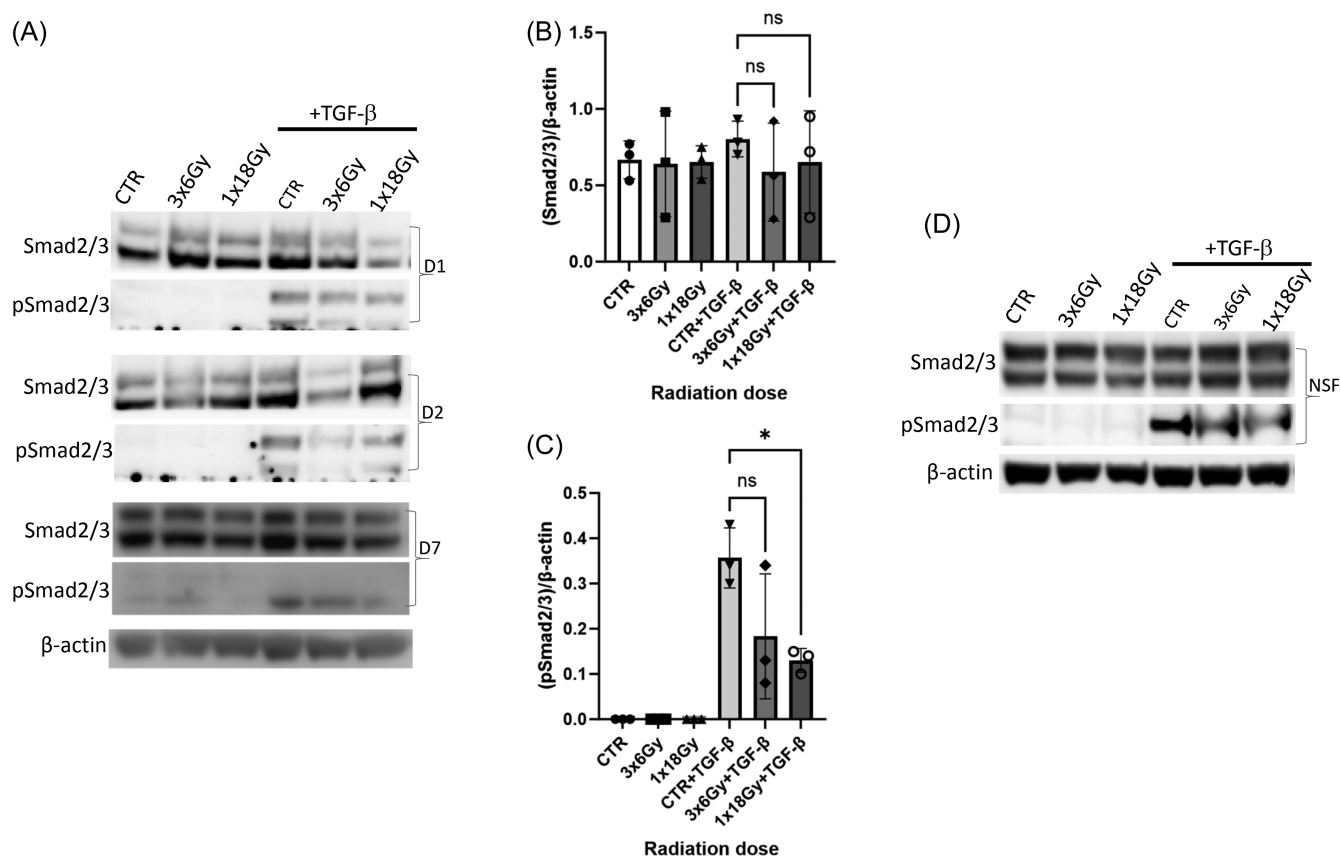 (A)
+TGF-β
CTR
3x6Gy
1x18Gy
CTR
3x6Gy
1x18Gy
Smad2/3
D1
pSmad2/3
Smad2/3
D2
pSmad2/3
Smad2/3
D7
pSmad2/3
β-actin
(B)
(Smad2/3)/β-actin
1.5
1.0
0.5
0.0
ns
ns
CTR
3x6Gy
1x18Gy
CTR+TGF-β
3x6Gy+TGF-β
1x18Gy+TGF-β
Radiation dose
(C)
(pSmad2/3)/β-actin
0.5
0.4
0.3
0.2
0.1
0.0
*
ns
CTR
3x6Gy
1x18Gy
CTR+TGF-β
3x6Gy+TGF-β
1x18Gy+TGF-β
Radiation dose
(D)
+TGF-β
CTR
3x6Gy
1x18Gy
CTR
3x6Gy
1x18Gy
Smad2/3
NSF
pSmad2/3
β-actin